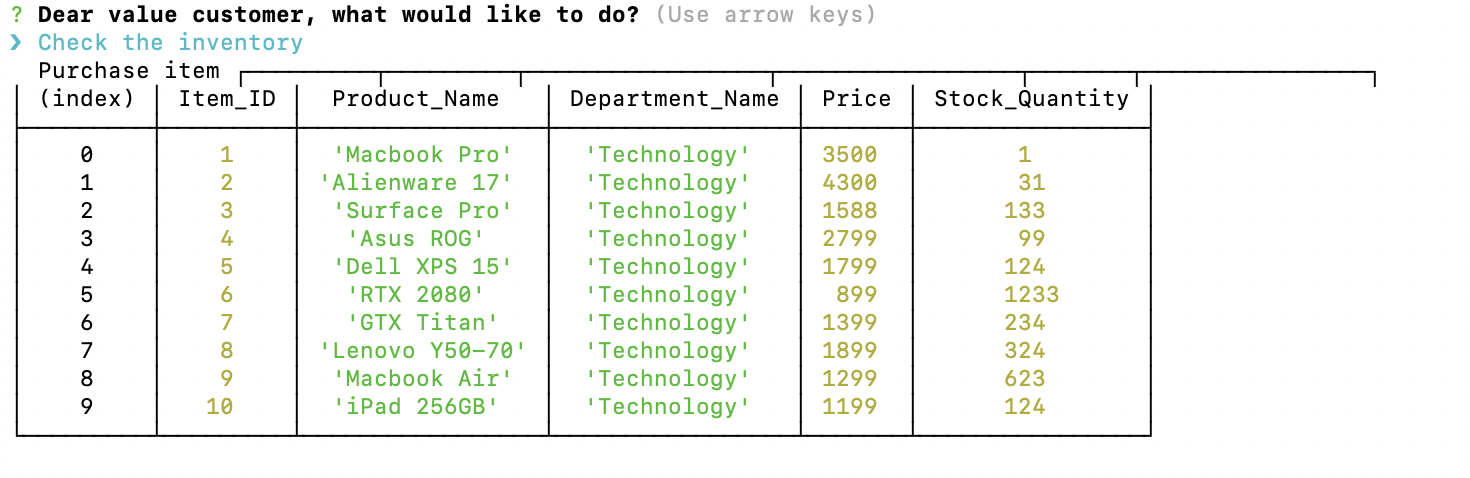 ? Dear value customer, what would like to do? (Use arrow keys)
❯ Check the inventory
Purchase item
(index) Item_ID Product_Name Department_Name Price Stock_Quantity
0 1 'Macbook Pro' 'Technology' 3500 1
1 2 'Alienware 17' 'Technology' 4300 31
2 3 'Surface Pro' 'Technology' 1588 133
3 4 'Asus ROG' 'Technology' 2799 99
4 5 'Dell XPS 15' 'Technology' 1799 124
5 6 'RTX 2080' 'Technology' 899 1233
6 7 'GTX Titan' 'Technology' 1399 234
7 8 'Lenovo Y50-70' 'Technology' 1899 324
8 9 'Macbook Air' 'Technology' 1299 623
9 10 'iPad 256GB' 'Technology' 1199 124